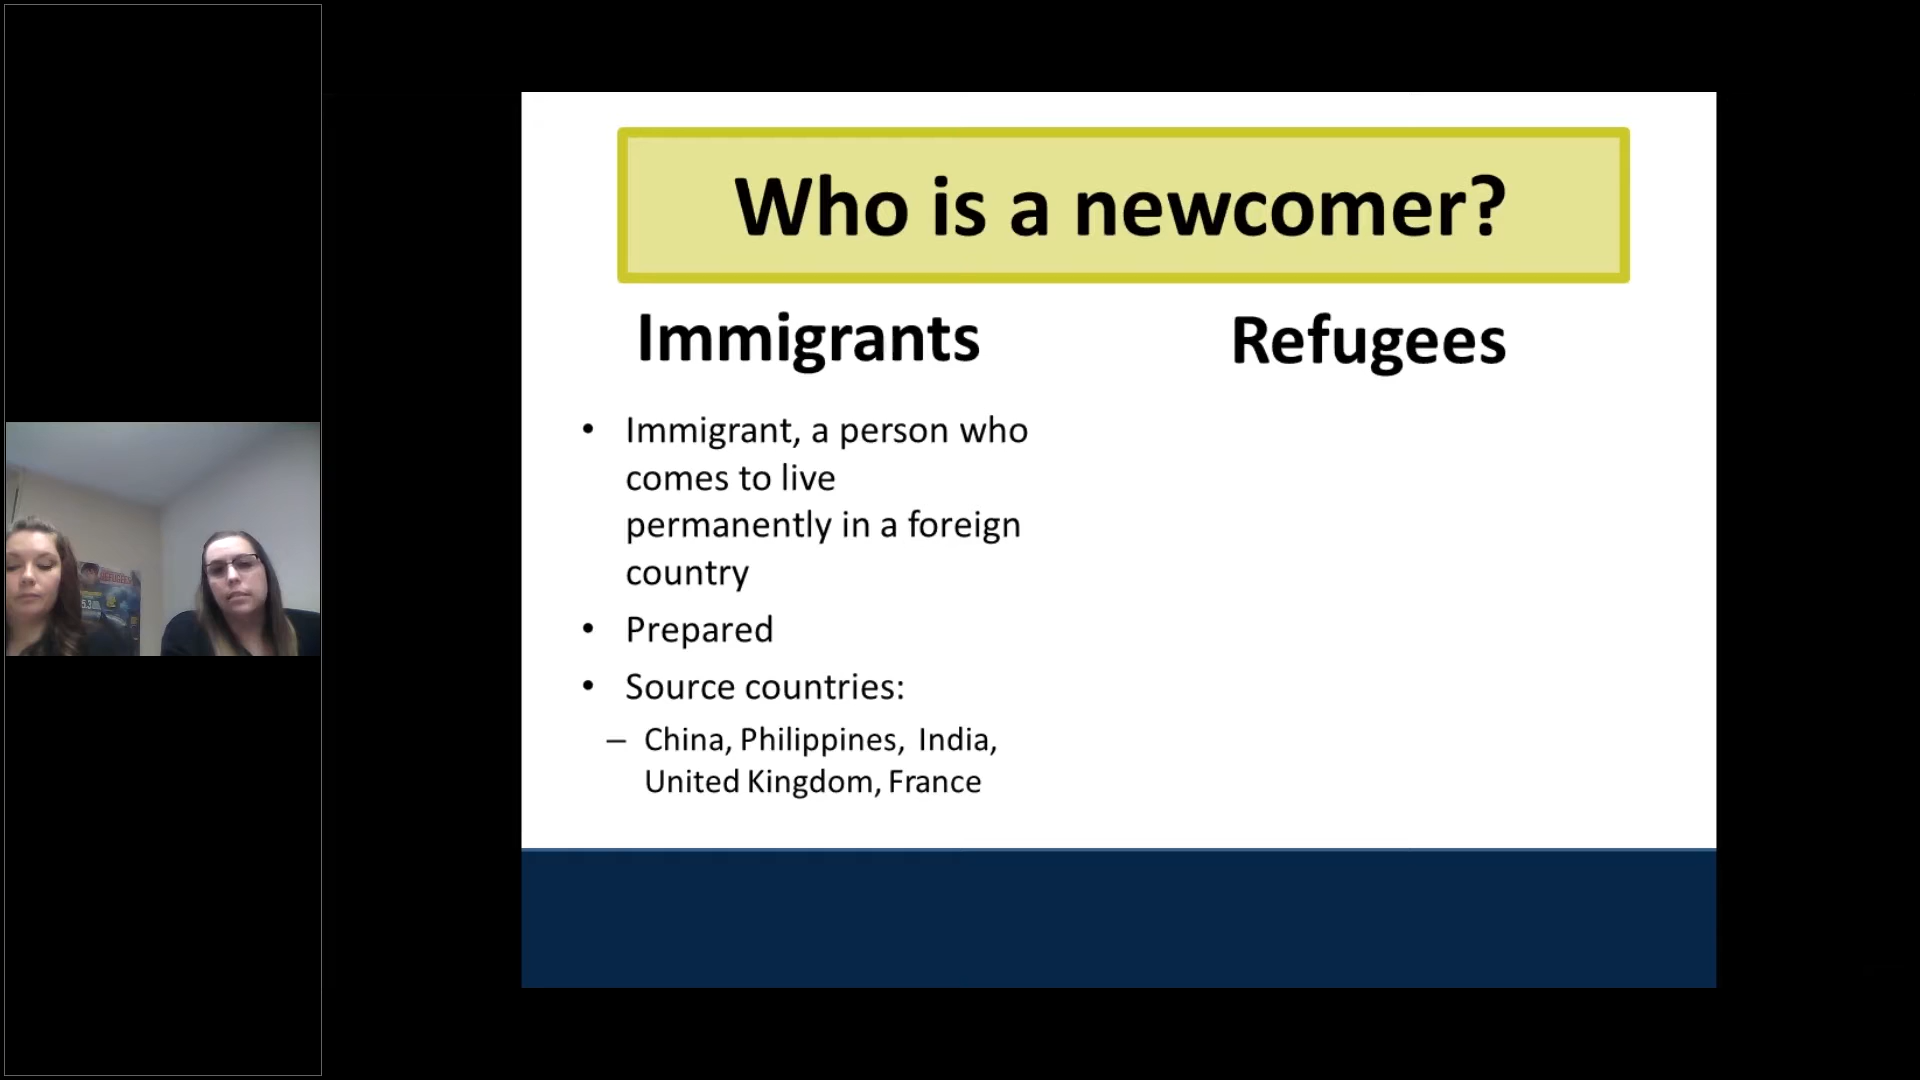 Who is a newcomer?
Immigrants
Refugees
• Immigrant, a person who
comes to live
permanently in a foreign
country
• Prepared
• Source countries:
– China, Philippines, India,
United Kingdom, France